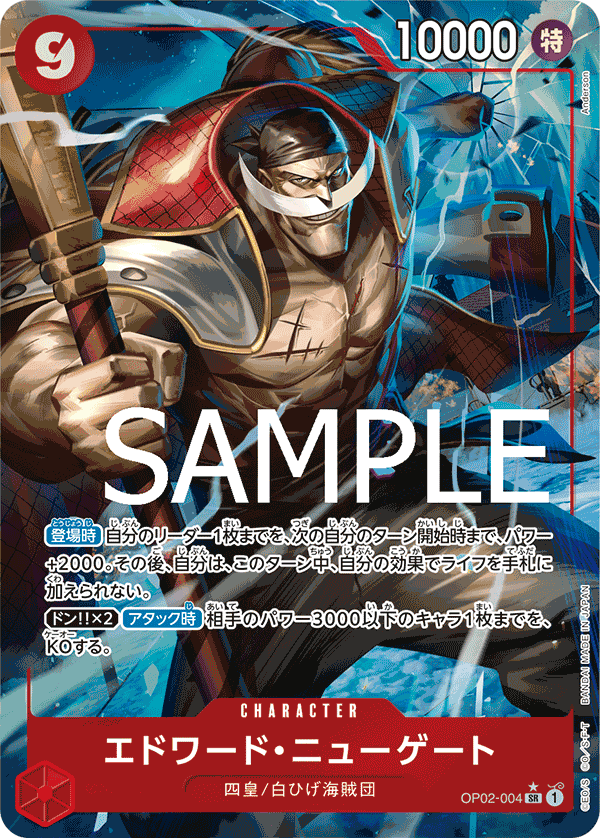 9
10000
特
Anderson
SAMPLE
登場時 自分のリーダー1枚までを、次の自分のターン開始時まで、パワー
+2000。その後、自分は、このターン中、自分の効果でライフを手札に
加えられない。
ドン!!×2 アタック時 相手のパワー3000以下のキャラ1枚までを、
KOする。
CHARACTER
エドワード・ニューゲート
四皇/白ひげ海賊団
OP02-004 SR 1
©E.O/S ©O/S・F・T BANDAI MADE IN JAPAN